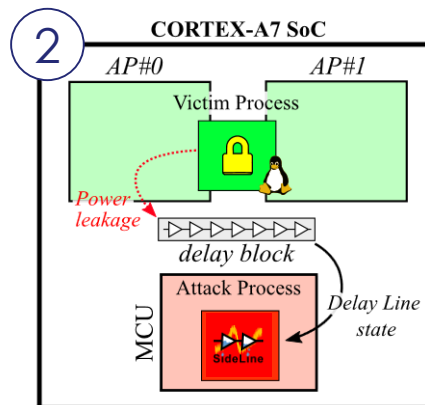 2
CORTEX-A7 SoC
AP#0
AP#1
Victim Process
Power
leakage
delay block
Attack Process
MCU
SideLine
Delay Line
state